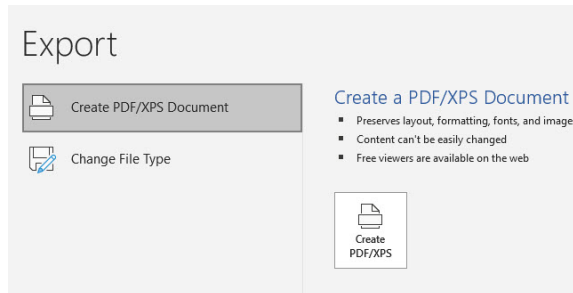 Export
Create PDF/XPS Document
Change File Type
Create a PDF/XPS Document
Preserves layout, formatting, fonts, and image
Content can't be easily changed
Free viewers are available on the web
Create
PDF/XPS